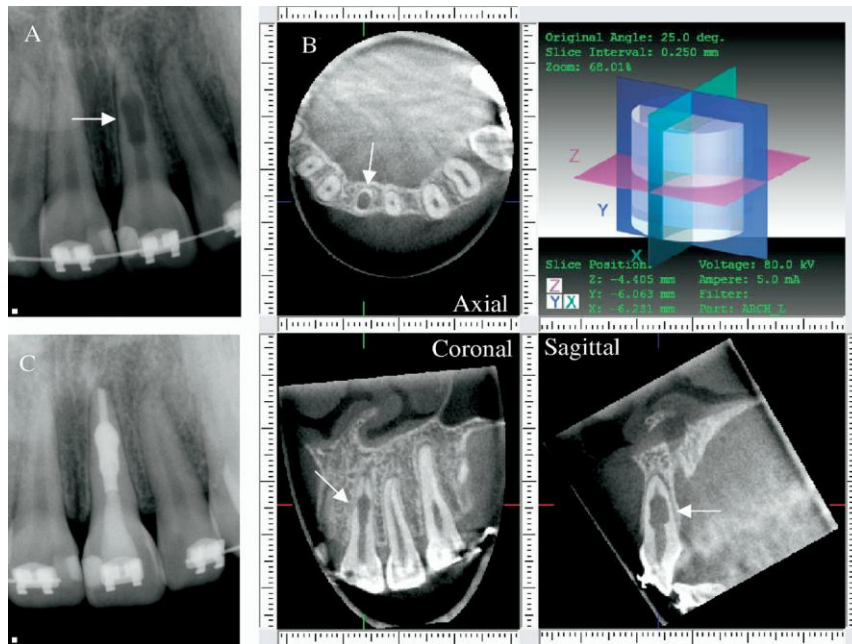 A
B
Axial
Original Angle: 25.0 deg.
Slice Interval: 0.250 mm
Zoom: 68.01%
Z
Y
X
Slice Position. Voltage: 80.0 kV
Z: -4.405 mm Ampere: 5.0 mA
Y: -6.063 mm Filter:
X: -6.281 mm Part: ARCH_L
Z
Y X
C
Coronal
Sagittal